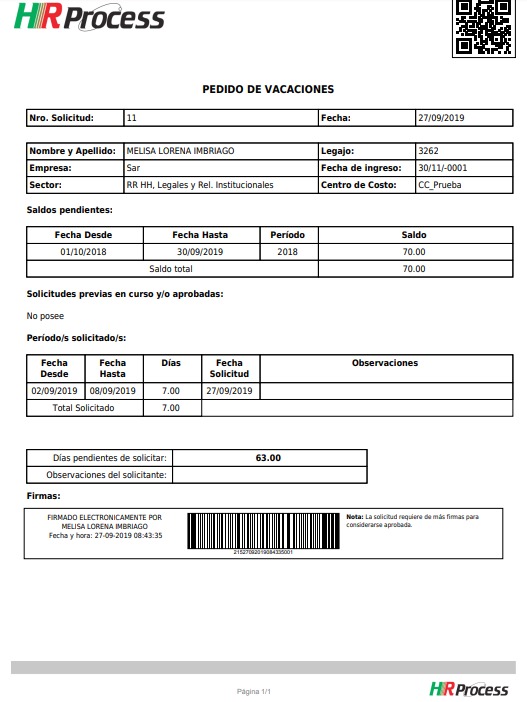 HR Process
PEDIDO DE VACACIONES
Nro. Solicitud: 11 Fecha: 27/09/2019
Nombre y Apellido: MELISA LORENA IMBRIAGO Legajo: 3262
Empresa: Sar Fecha de ingreso: 30/11/-0001
Sector: RR HH, Legales y Rel. Institucionales Centro de Costo: CC_Prueba
Saldos pendientes:
Fecha Desde Fecha Hasta Período Saldo
01/10/2018 30/09/2019 2018 70.00
Saldo total 70.00
Solicitudes previas en curso y/o aprobadas:
No posee
Período/s solicitado/s:
Fecha Desde Fecha Hasta Días Fecha Solicitud Observaciones
02/09/2019 08/09/2019 7.00 27/09/2019
Total Solicitado 7.00
Días pendientes de solicitar: 63.00
Observaciones del solicitante:
Firmas:
FIRMADO ELECTRONICAMENTE POR
MELISA LORENA IMBRIAGO
Fecha y hora: 27-09-2019 08:43:35
Nota: La solicitud requiere de más firmas para
considerarse aprobada.
Página 1/1
HR Process